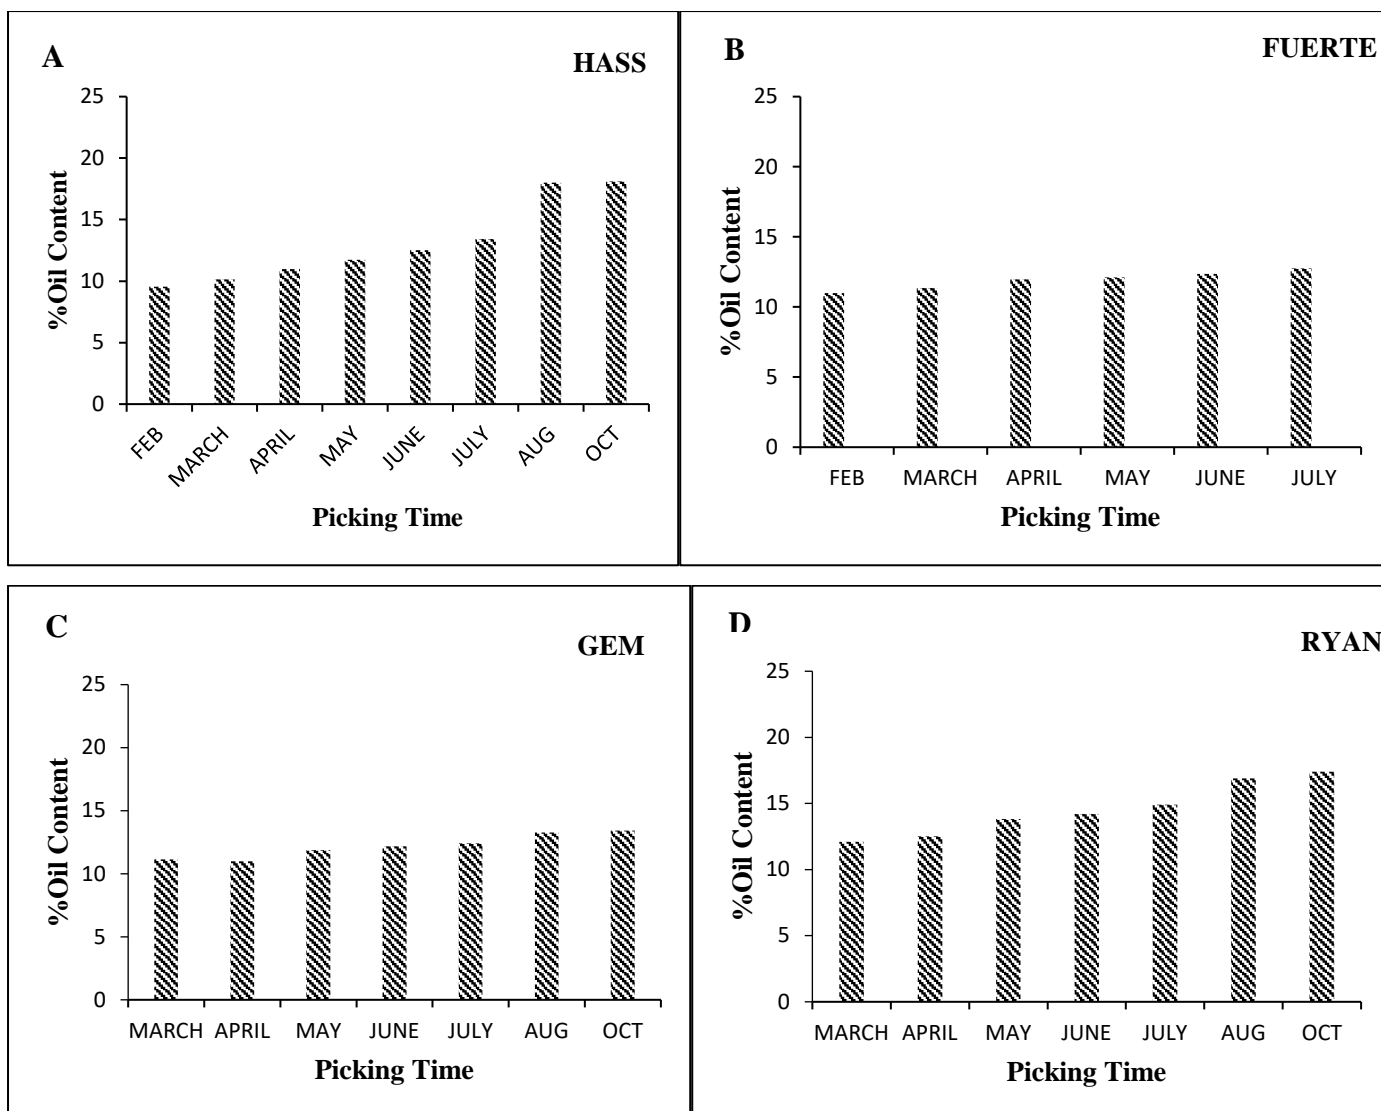 A
HASS
25
20
15
10
5
0
%Oil Content
FEB
MARCH
APRIL
MAY
JUNE
JULY
AUG
OCT
Picking Time
B
FUERTE
25
20
15
10
5
0
%Oil Content
FEB MARCH APRIL MAY JUNE JULY
Picking Time
C
GEM
25
20
15
10
5
0
%Oil Content
MARCH APRIL MAY JUNE JULY AUG OCT
Picking Time
D
RYAN
25
20
15
10
5
0
%Oil Content
MARCH APRIL MAY JUNE JULY AUG OCT
Picking Time